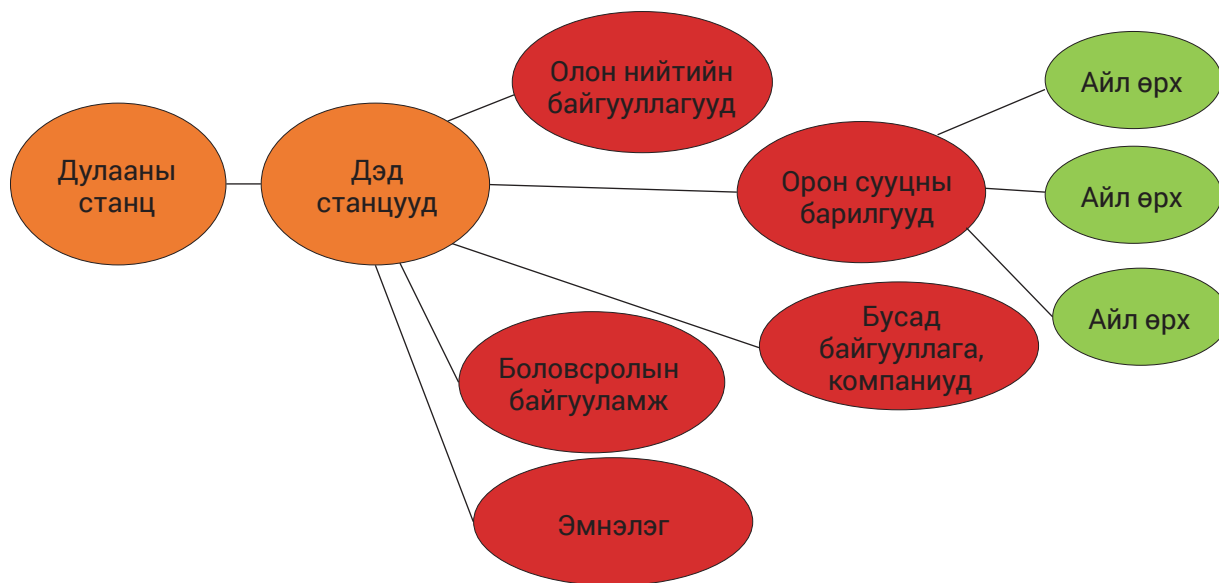 Дулааны
станц
Дэд
станцууд
Олон нийтийн
байгууллагууд
Орон сууцны
барилгууд
Айл өрх
Айл өрх
Айл өрх
Бусад
байгууллага,
компаниуд
Боловсролын
байгууламж
Эмнэлэг